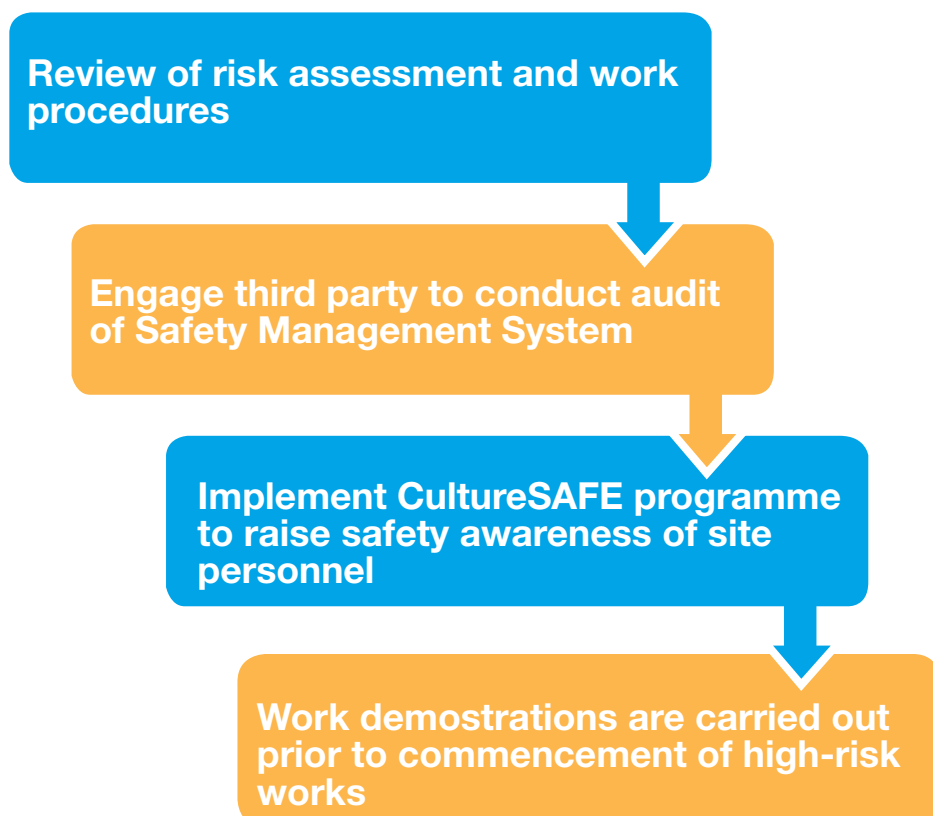 Review of risk assessment and work
procedures
Engage third party to conduct audit
of Safety Management System
Implement CultureSAFE programme
to raise safety awareness of site
personnel
Work demostrations are carried out
prior to commencement of high-risk
works